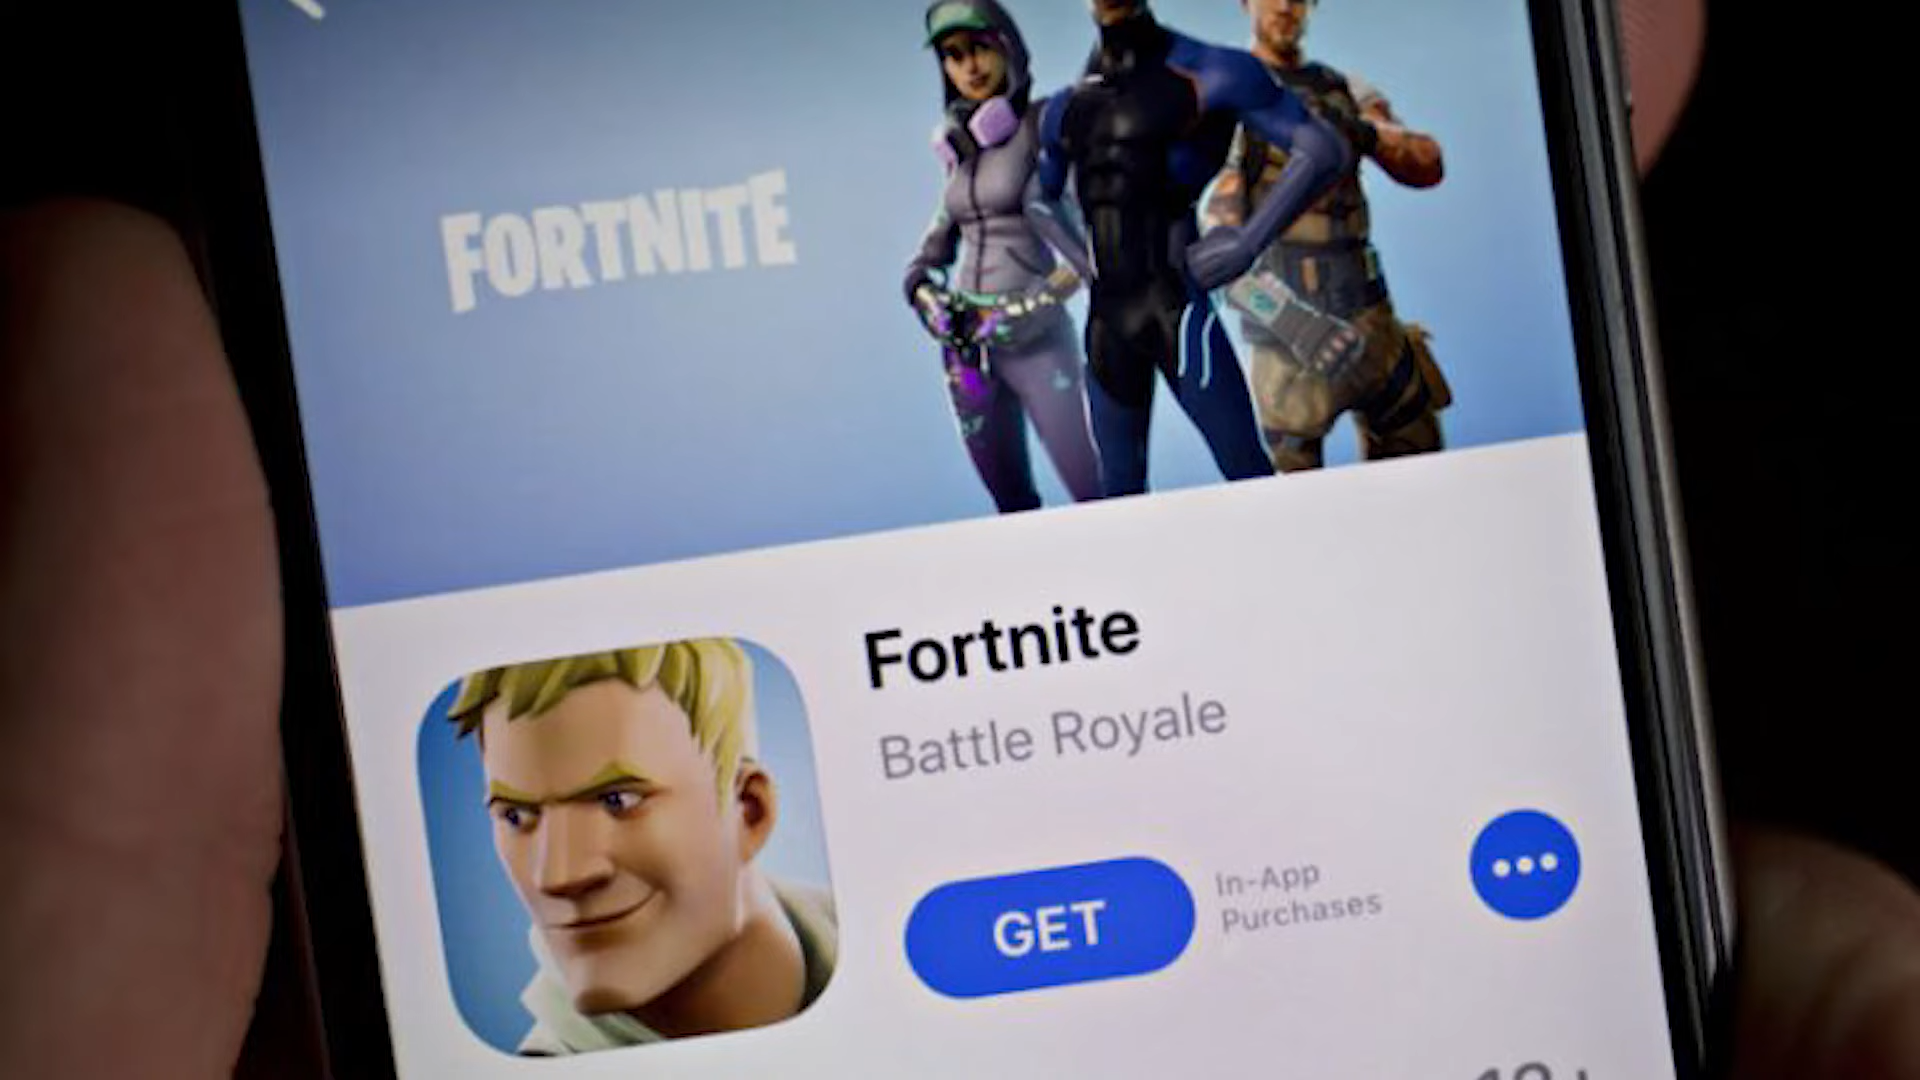 FORTNITE
Fortnite
Battle Royale
GET
In-App
Purchases